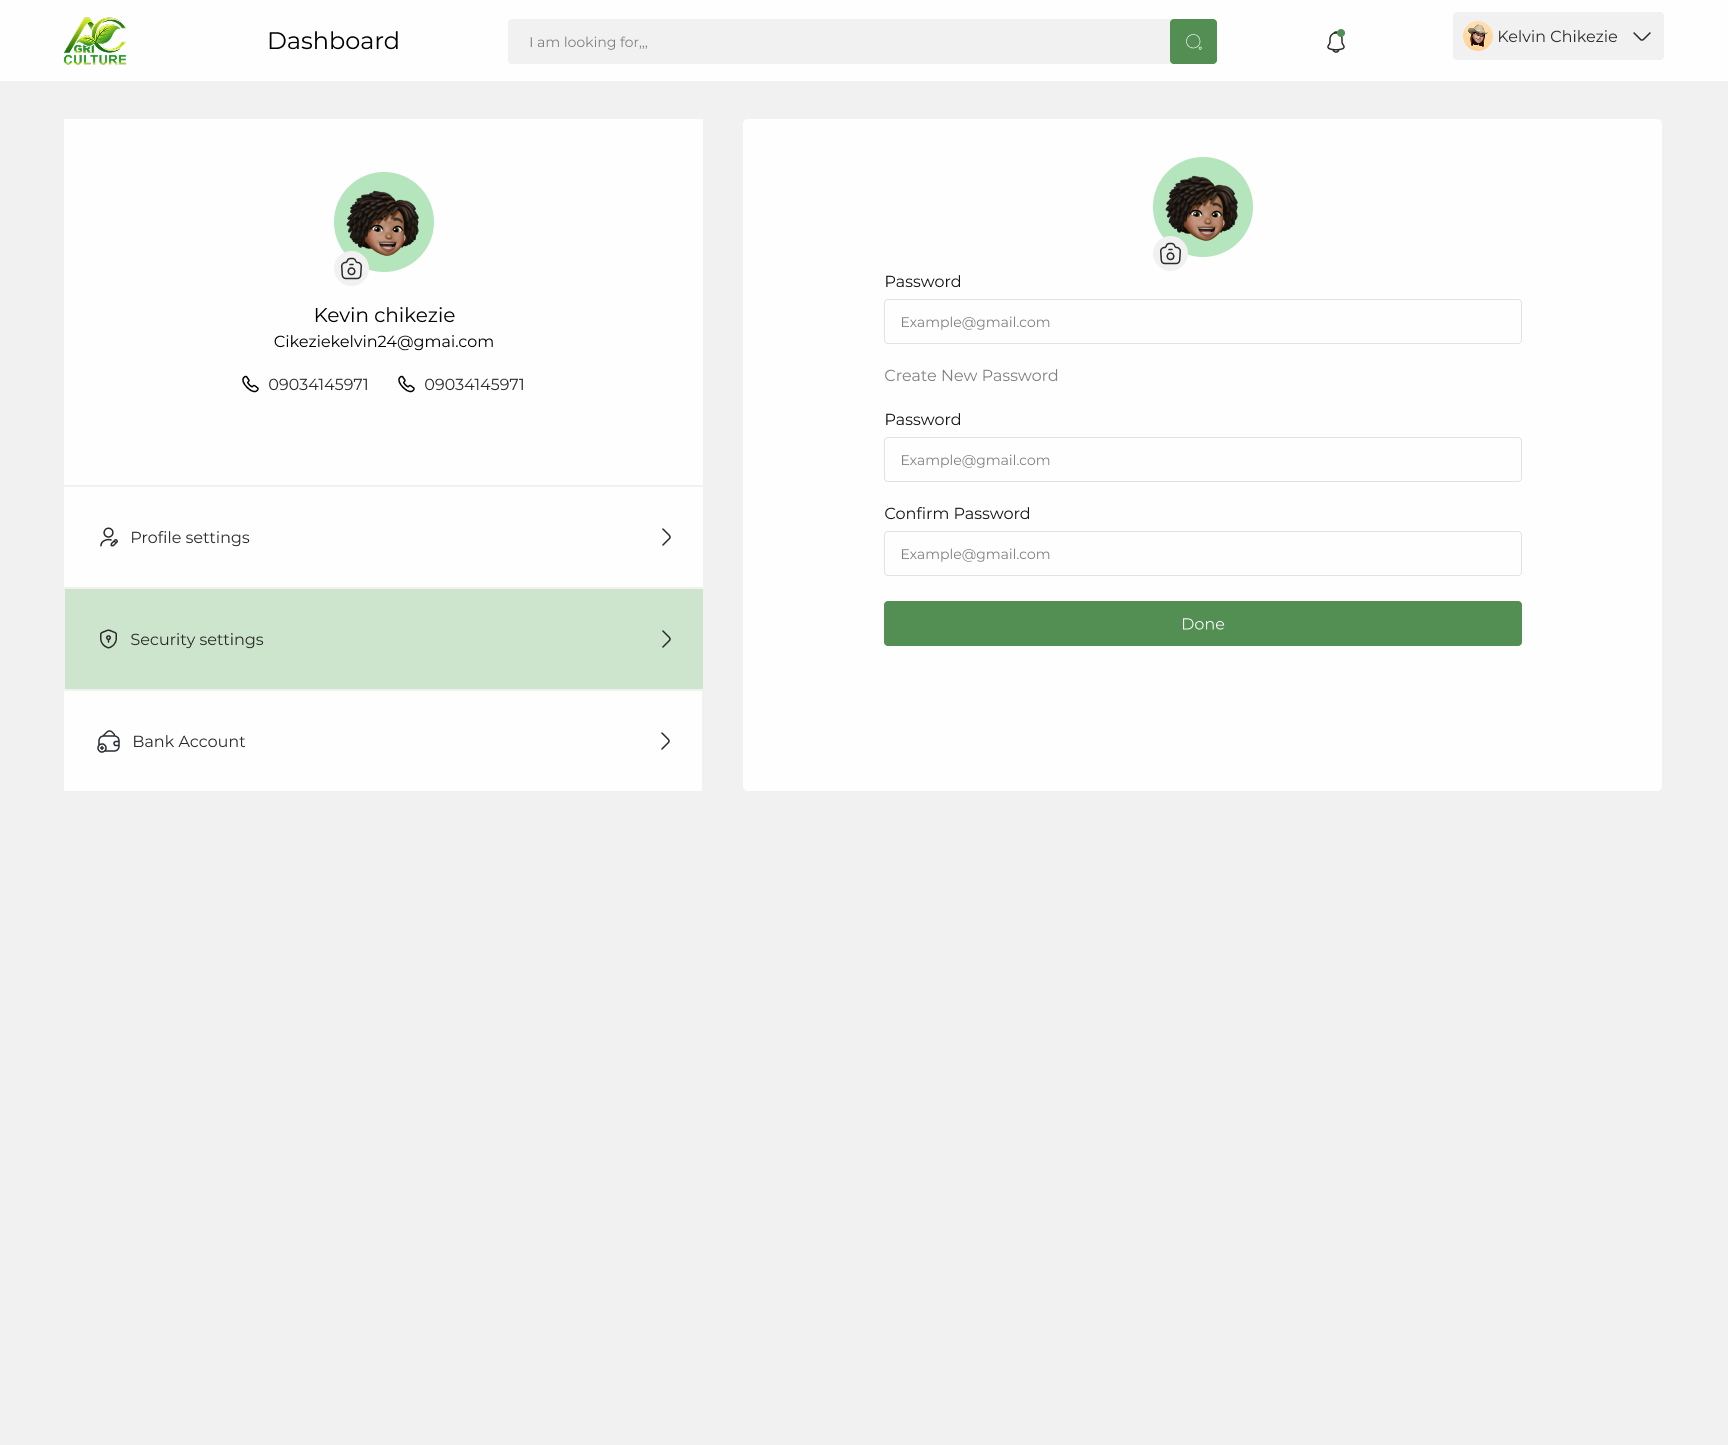 GRI
CULTURE
Dashboard
I am looking for,,,
Kelvin Chikezie
Kevin chikezie
Cikeziekelvin24@gmai.com
09034145971 09034145971
Profile settings
Security settings
Bank Account
Password
Example@gmail.com
Create New Password
Password
Example@gmail.com
Confirm Password
Example@gmail.com
Done